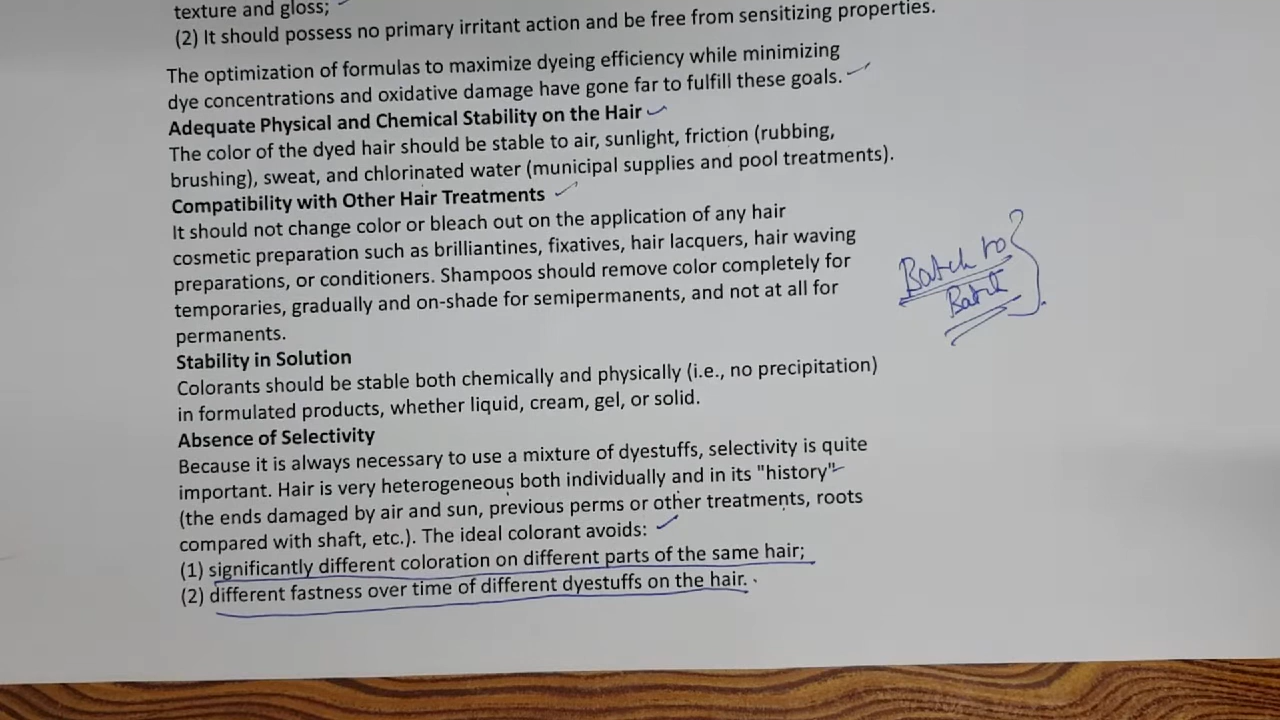 texture and gloss;
(2) It should possess no primary irritant action and be free from sensitizing properties.
The optimization of formulas to maximize dyeing efficiency while minimizing
dye concentrations and oxidative damage have gone far to fulfill these goals.
Adequate Physical and Chemical Stability on the Hair
The color of the dyed hair should be stable to air, sunlight, friction (rubbing,
brushing), sweat, and chlorinated water (municipal supplies and pool treatments).
Compatibility with Other Hair Treatments
It should not change color or bleach out on the application of any hair
cosmetic preparation such as brilliantines, fixatives, hair lacquers, hair waving
preparations, or conditioners. Shampoos should remove color completely for
temporaries, gradually and on-shade for semipermanents, and not at all for
permanents.
Batch to
Batch
Stability in Solution
Colorants should be stable both chemically and physically (i.e., no precipitation)
in formulated products, whether liquid, cream, gel, or solid.
Absence of Selectivity
Because it is always necessary to use a mixture of dyestuffs, selectivity is quite
important. Hair is very heterogeneous both individually and in its "history"
(the ends damaged by air and sun, previous perms or other treatments, roots
compared with shaft, etc.). The ideal colorant avoids:
(1) significantly different coloration on different parts of the same hair;
(2) different fastness over time of different dyestuffs on the hair.